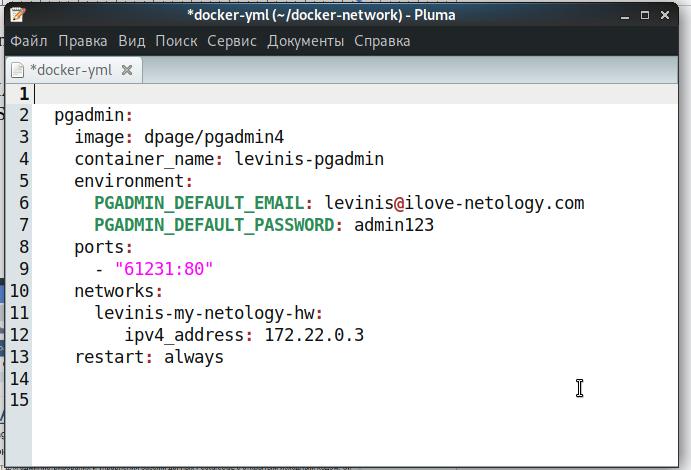 *docker-yml (~/docker-network) - Pluma
Файл Правка Вид Поиск Сервис Документы Справка
*docker-yml
1
2 pgadmin:
3 image: dpage/pgadmin4
4 container_name: levinis-pgadmin
5 environment:
6 PGADMIN_DEFAULT_EMAIL: levinis@ilove-netology.com
7 PGADMIN_DEFAULT_PASSWORD: admin123
8 ports:
9 - "61231:80"
10 networks:
11 levinis-my-netology-hw:
12 ipv4_address: 172.22.0.3
13 restart: always
14
15